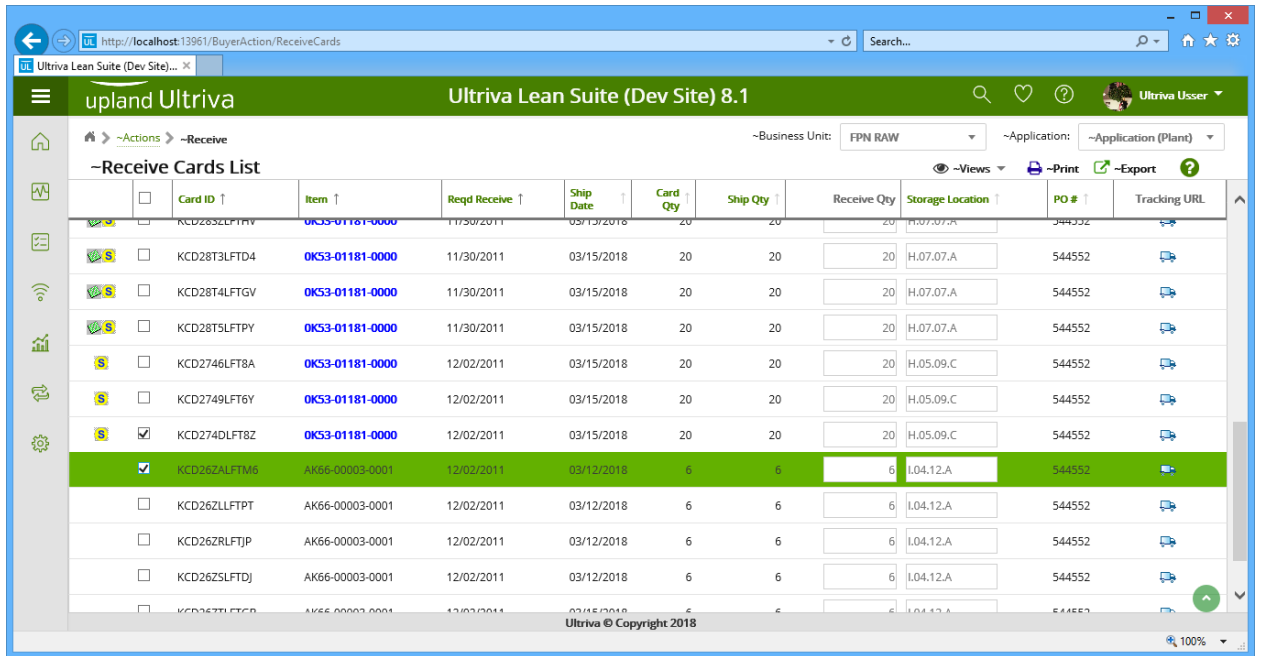 http://localhost:13961/BuyerAction/ReceiveCards Search...
UL Ultriva Lean Suite (Dev Site)... ×
upland Ultriva Ultriva Lean Suite (Dev Site) 8.1 Ultriva Usser
~Actions ~Receive ~Business Unit: FPN RAW ~Application: ~Application (Plant)
~Receive Cards List ~Views ~Print ~Export ?
Card ID ↑ Item ↑ Reqd Receive ↑ Ship Date ↑ Card Qty ↑ Ship Qty ↑ Receive Qty Storage Location ↑ PO # ↑ Tracking URL
S KCD28T3LFTD4 0K53-01181-0000 11/30/2011 03/15/2018 20 20 20 H.07.07.A 544552
S KCD28T4LFTGV 0K53-01181-0000 11/30/2011 03/15/2018 20 20 20 H.07.07.A 544552
S KCD28T5LFTPY 0K53-01181-0000 11/30/2011 03/15/2018 20 20 20 H.07.07.A 544552
S KCD2746LFT8A 0K53-01181-0000 12/02/2011 03/15/2018 20 20 20 H.05.09.C 544552
S KCD2749LFT6Y 0K53-01181-0000 12/02/2011 03/15/2018 20 20 20 H.05.09.C 544552
S KCD274DLFT8Z 0K53-01181-0000 12/02/2011 03/15/2018 20 20 20 H.05.09.C 544552
KCD26ZALFTM6 AK66-00003-0001 12/02/2011 03/12/2018 6 6 6 I.04.12.A 544552
KCD26ZLLFTPT AK66-00003-0001 12/02/2011 03/12/2018 6 6 6 I.04.12.A 544552
KCD26ZRLFTJP AK66-00003-0001 12/02/2011 03/12/2018 6 6 6 I.04.12.A 544552
KCD26ZSLFTDJ AK66-00003-0001 12/02/2011 03/12/2018 6 6 6 I.04.12.A 544552
Ultriva © Copyright 2018
100%